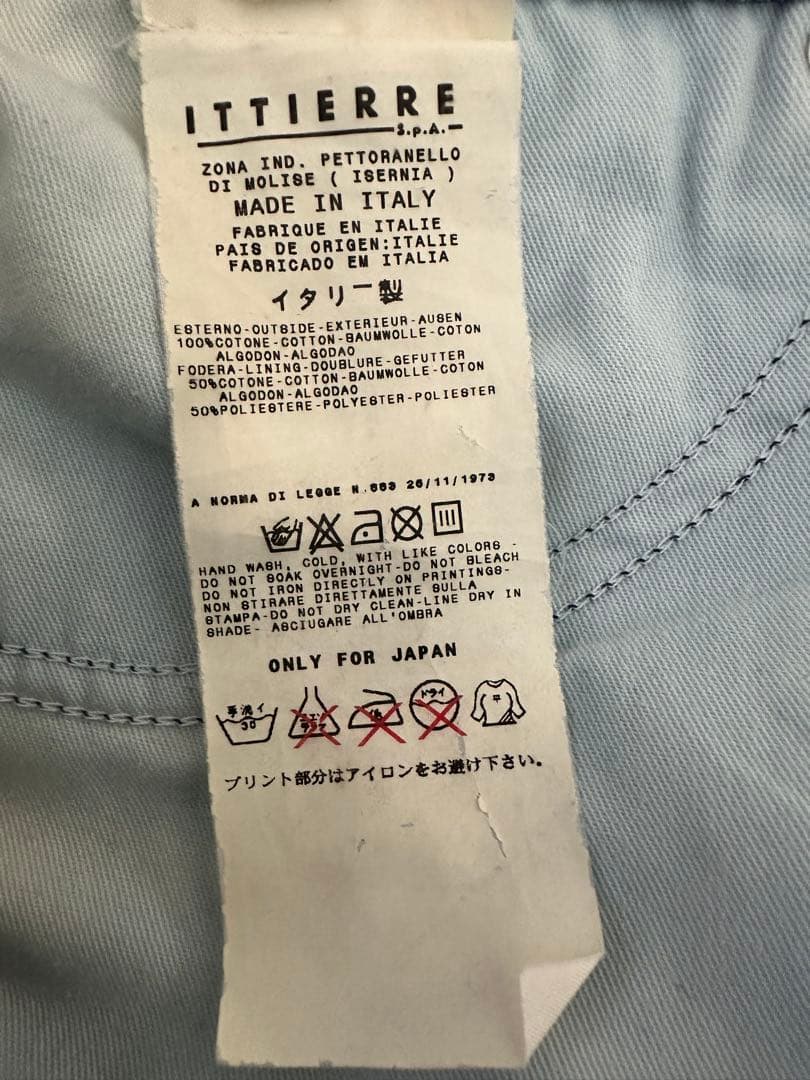 ITTIERRE
S.p.A.
ZONA IND. PETTORANELLO
DI MOLISE ( ISERNIA )
MADE IN ITALY
FABRIQUE EN ITALIE
PAIS DE ORIGEN:ITALIE
FABRICADO EM ITALIA
イタリー製
ESTERNO-OUTSIDE-EXTERIEUR-AUSEN
100%COTONE-COTTON-BAUMWOLLE-COTON
ALGODON-ALGODAO
FODERA-LINING-DOUBLURE-GEFUTTER
50%COTONE-COTTON-BAUMWOLLE-COTON
ALGODON-ALGODAO
50%POLIESTERE-POLYESTER-POLIESTER
A NORMA DI LEGGE N.883 26/11/1973
HAND WASH, COLD, WITH LIKE COLORS -
DO NOT SOAK OVERNIGHT-DO NOT BLEACH
DO NOT IRON DIRECTLY ON PRINTINGS-
NON STIRARE DIRETTAMENTE SULLA
STAMPA-DO NOT DRY CLEAN-LINE DRY IN
SHADE- ASCIUGARE ALL'OMBRA
ONLY FOR JAPAN
手洗イ
30
エンソ
ドライ
平
プリント部分はアイロンをお避け下さい。